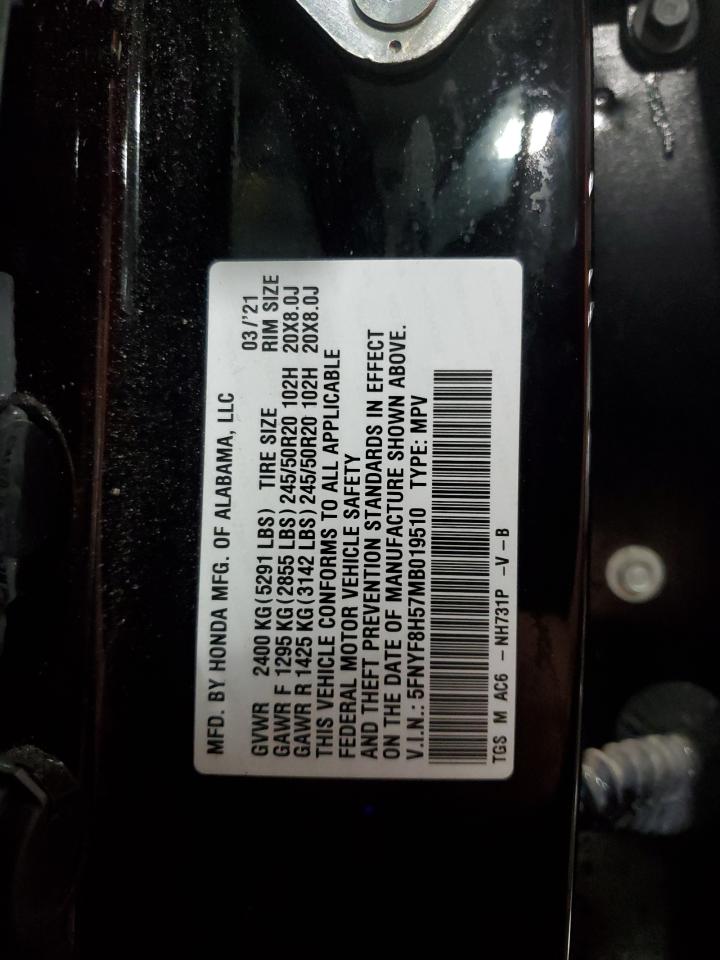 MFD. BY HONDA MFG. OF ALABAMA, LLC
03/'21
GVWR 2400 KG(5291 LBS) TIRE SIZE RIM SIZE
GAWR F 1295 KG(2855 LBS) 245/50R20 102H 20X8.0J
GAWR R 1425 KG(3142 LBS) 245/50R20 102H 20X8.0J
THIS VEHICLE CONFORMS TO ALL APPLICABLE
FEDERAL MOTOR VEHICLE SAFETY
AND THEFT PREVENTION STANDARDS IN EFFECT
ON THE DATE OF MANUFACTURE SHOWN ABOVE.
V.I.N.: 5FNYF8H57MB019510 TYPE: MPV
TGS M AC6 - NH731P -V - B